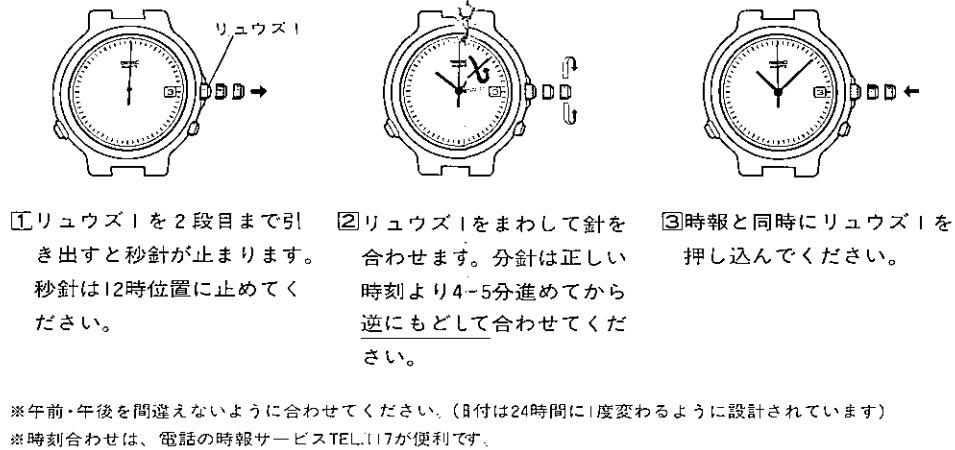 リュウズ1
3
3
3
1リュウズ1を2段目まで引
き出すと秒針が止まります。
秒針は12時位置に止めてく
ださい。
2リュウズ1をまわして針を
合わせます。分針は正しい
時刻より4-5分進めてから
逆にもどして合わせてくだ
さい。
3時報と同時にリュウズ1を
押し込んでください。
※午前・午後を間違えないように合わせてください。(日付は24時間に1度変わるように設計されています)
※時刻合わせは、電話の時報サービスTEL.117が便利です。